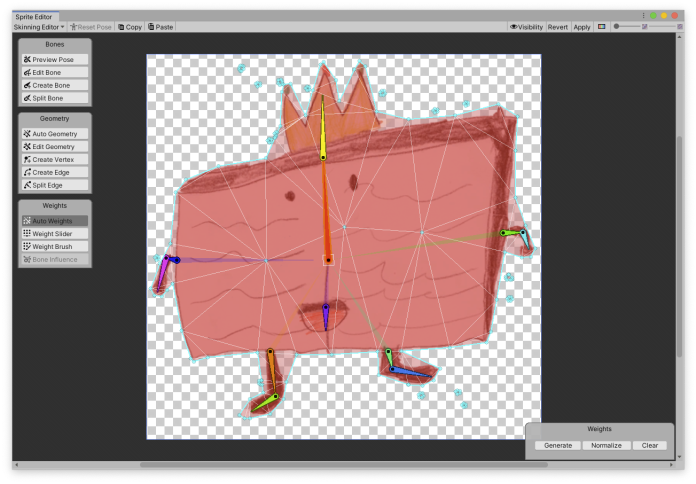 Sprite Editor
Skinning Editor Reset Pose Copy Paste Visibility Revert Apply
Bones
Preview Pose
Edit Bone
Create Bone
Split Bone
Geometry
Auto Geometry
Edit Geometry
Create Vertex
Create Edge
Split Edge
Weights
Auto Weights
Weight Slider
Weight Brush
Bone Influence
Weights
Generate Normalize Clear